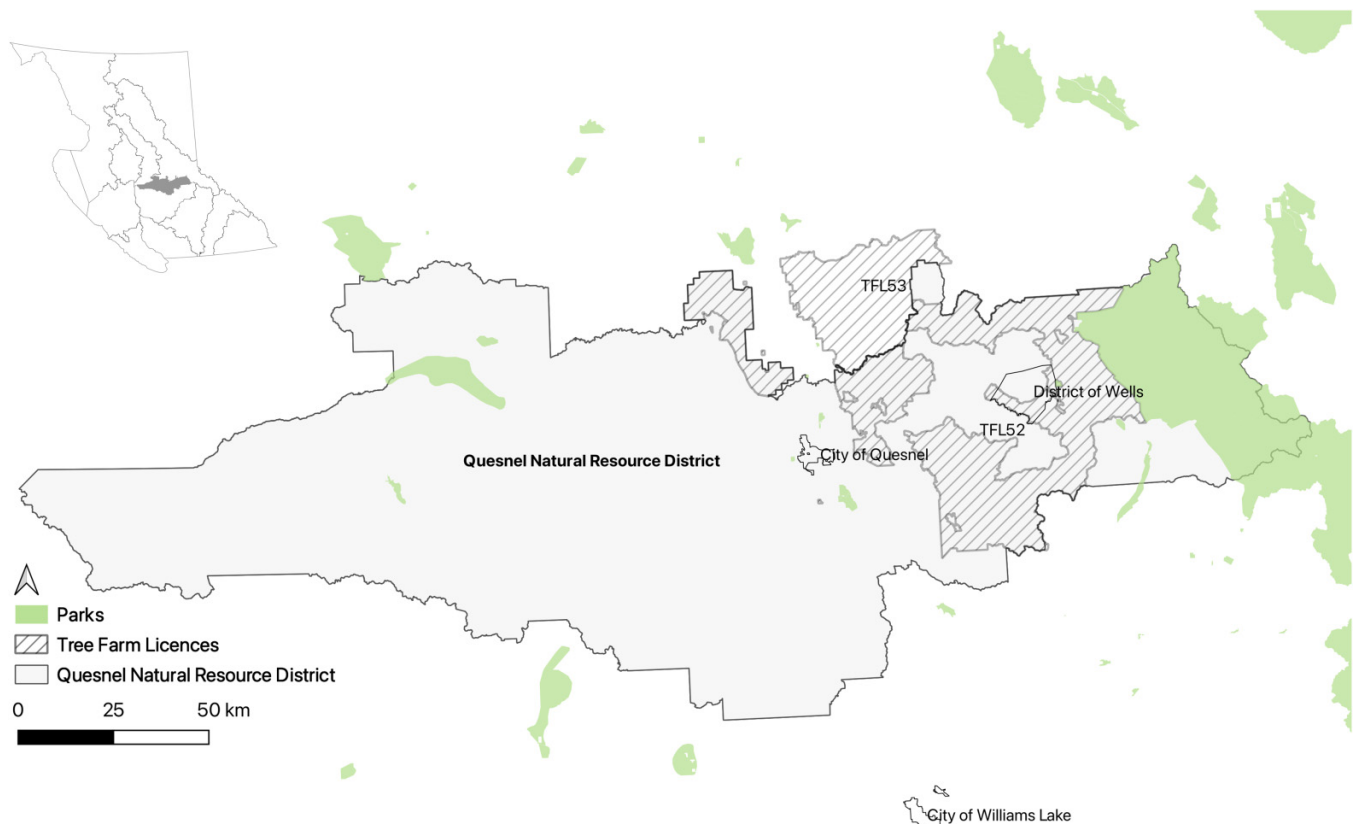 TFL53
District of Wells
TFL52
City of Quesnel
Quesnel Natural Resource District
Parks
Tree Farm Licences
Quesnel Natural Resource District
0 25 50 km
City of Williams Lake